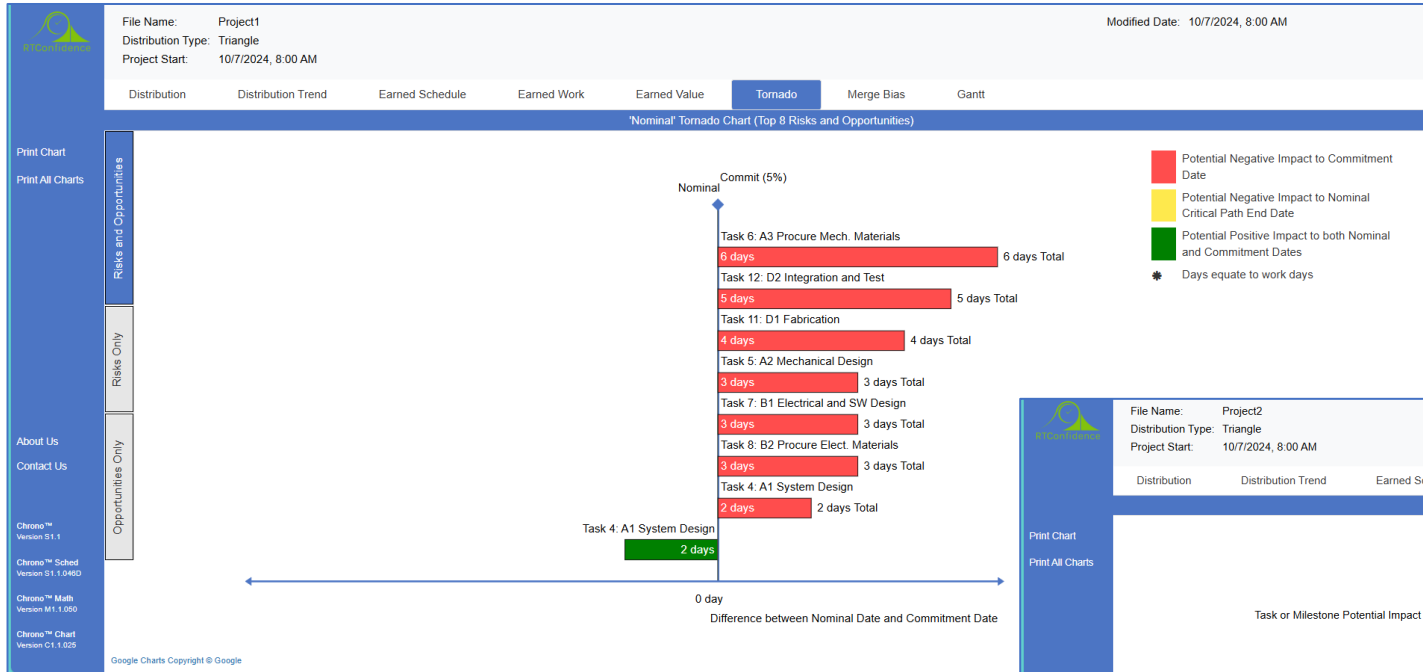 RTConfidence
File Name: Project1
Distribution Type: Triangle
Project Start: 10/7/2024, 8:00 AM
Modified Date: 10/7/2024, 8:00 AM
Distribution Distribution Trend Earned Schedule Earned Work Earned Value Tornado Merge Bias Gantt
'Nominal' Tornado Chart (Top 8 Risks and Opportunities)
Print Chart
Print All Charts
About Us
Contact Us
Chrono™
Version S1.1
Chrono™ Sched
Version S1.1.046D
Chrono™ Math
Version M1.1.050
Chrono™ Chart
Version C1.1.025
Risks and Opportunities
Risks Only
Opportunities Only
Commit (5%)
Nominal
Task 6: A3 Procure Mech. Materials
6 days 6 days Total
Task 12: D2 Integration and Test
5 days 5 days Total
Task 11: D1 Fabrication
4 days 4 days Total
Task 5: A2 Mechanical Design
3 days 3 days Total
Task 7: B1 Electrical and SW Design
3 days 3 days Total
Task 8: B2 Procure Elect. Materials
3 days 3 days Total
Task 4: A1 System Design
2 days 2 days Total
Task 4: A1 System Design
2 days
0 day
Difference between Nominal Date and Commitment Date
Google Charts Copyright © Google
Potential Negative Impact to Commitment
Date
Potential Negative Impact to Nominal
Critical Path End Date
Potential Positive Impact to both Nominal
and Commitment Dates
Days equate to work days
RTConfidence
File Name: Project2
Distribution Type: Triangle
Project Start: 10/7/2024, 8:00 AM
Distribution Distribution Trend Earned S
Print Chart
Print All Charts
Task or Milestone Potential Impact